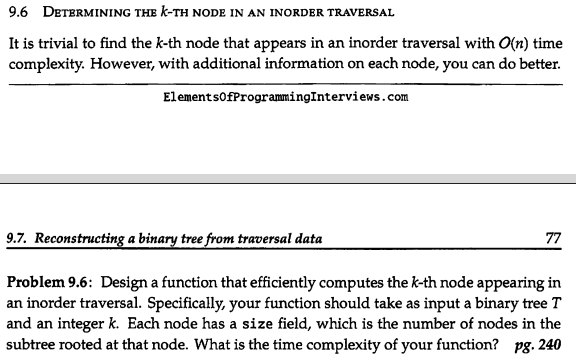 9.6 DETERMINING THE k-TH NODE IN AN INORDER TRAVERSAL
It is trivial to find the k-th node that appears in an inorder traversal with O(n) time
complexity. However, with additional information on each node, you can do better.
ElementsOfProgrammingInterviews.com
9.7. Reconstructing a binary tree from traversal data 77
Problem 9.6: Design a function that efficiently computes the k-th node appearing in
an inorder traversal. Specifically, your function should take as input a binary tree T
and an integer k. Each node has a size field, which is the number of nodes in the
subtree rooted at that node. What is the time complexity of your function? pg. 240